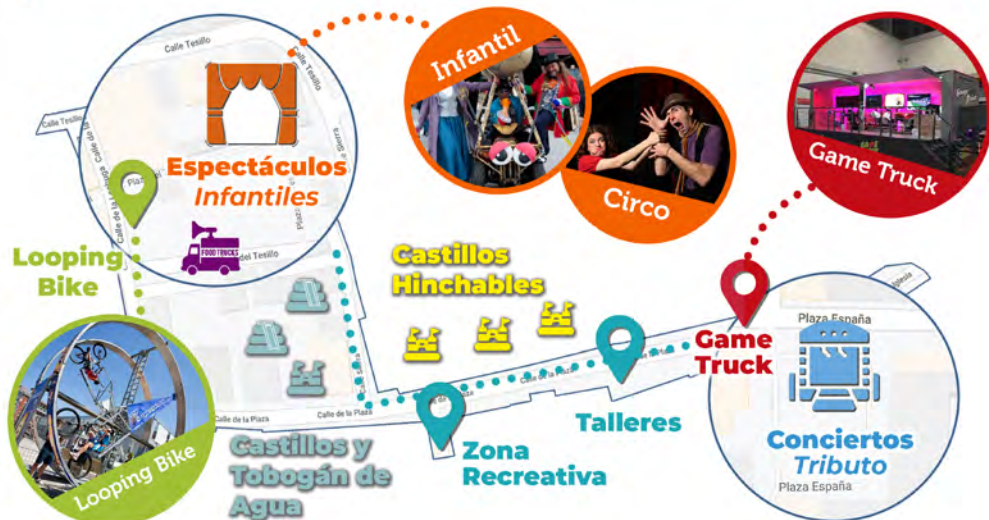 Calle Tesillo
Calle Tesillo
Calle Tesillo
Espectáculos
Infantiles
FOOD TRUCKS
del Tesillo
Looping
Bike
Looping Bike
Infantil
Circo
Game Truck
Castillos
Hinchables
Castillos y
Tobogán de
Agua
Calle de la Plaza
Calle de la Plaza
Zona
Recreativa
Talleres
Game
Truck
Iglesia
Plaza España
Conciertos
Tributo
Plaza España